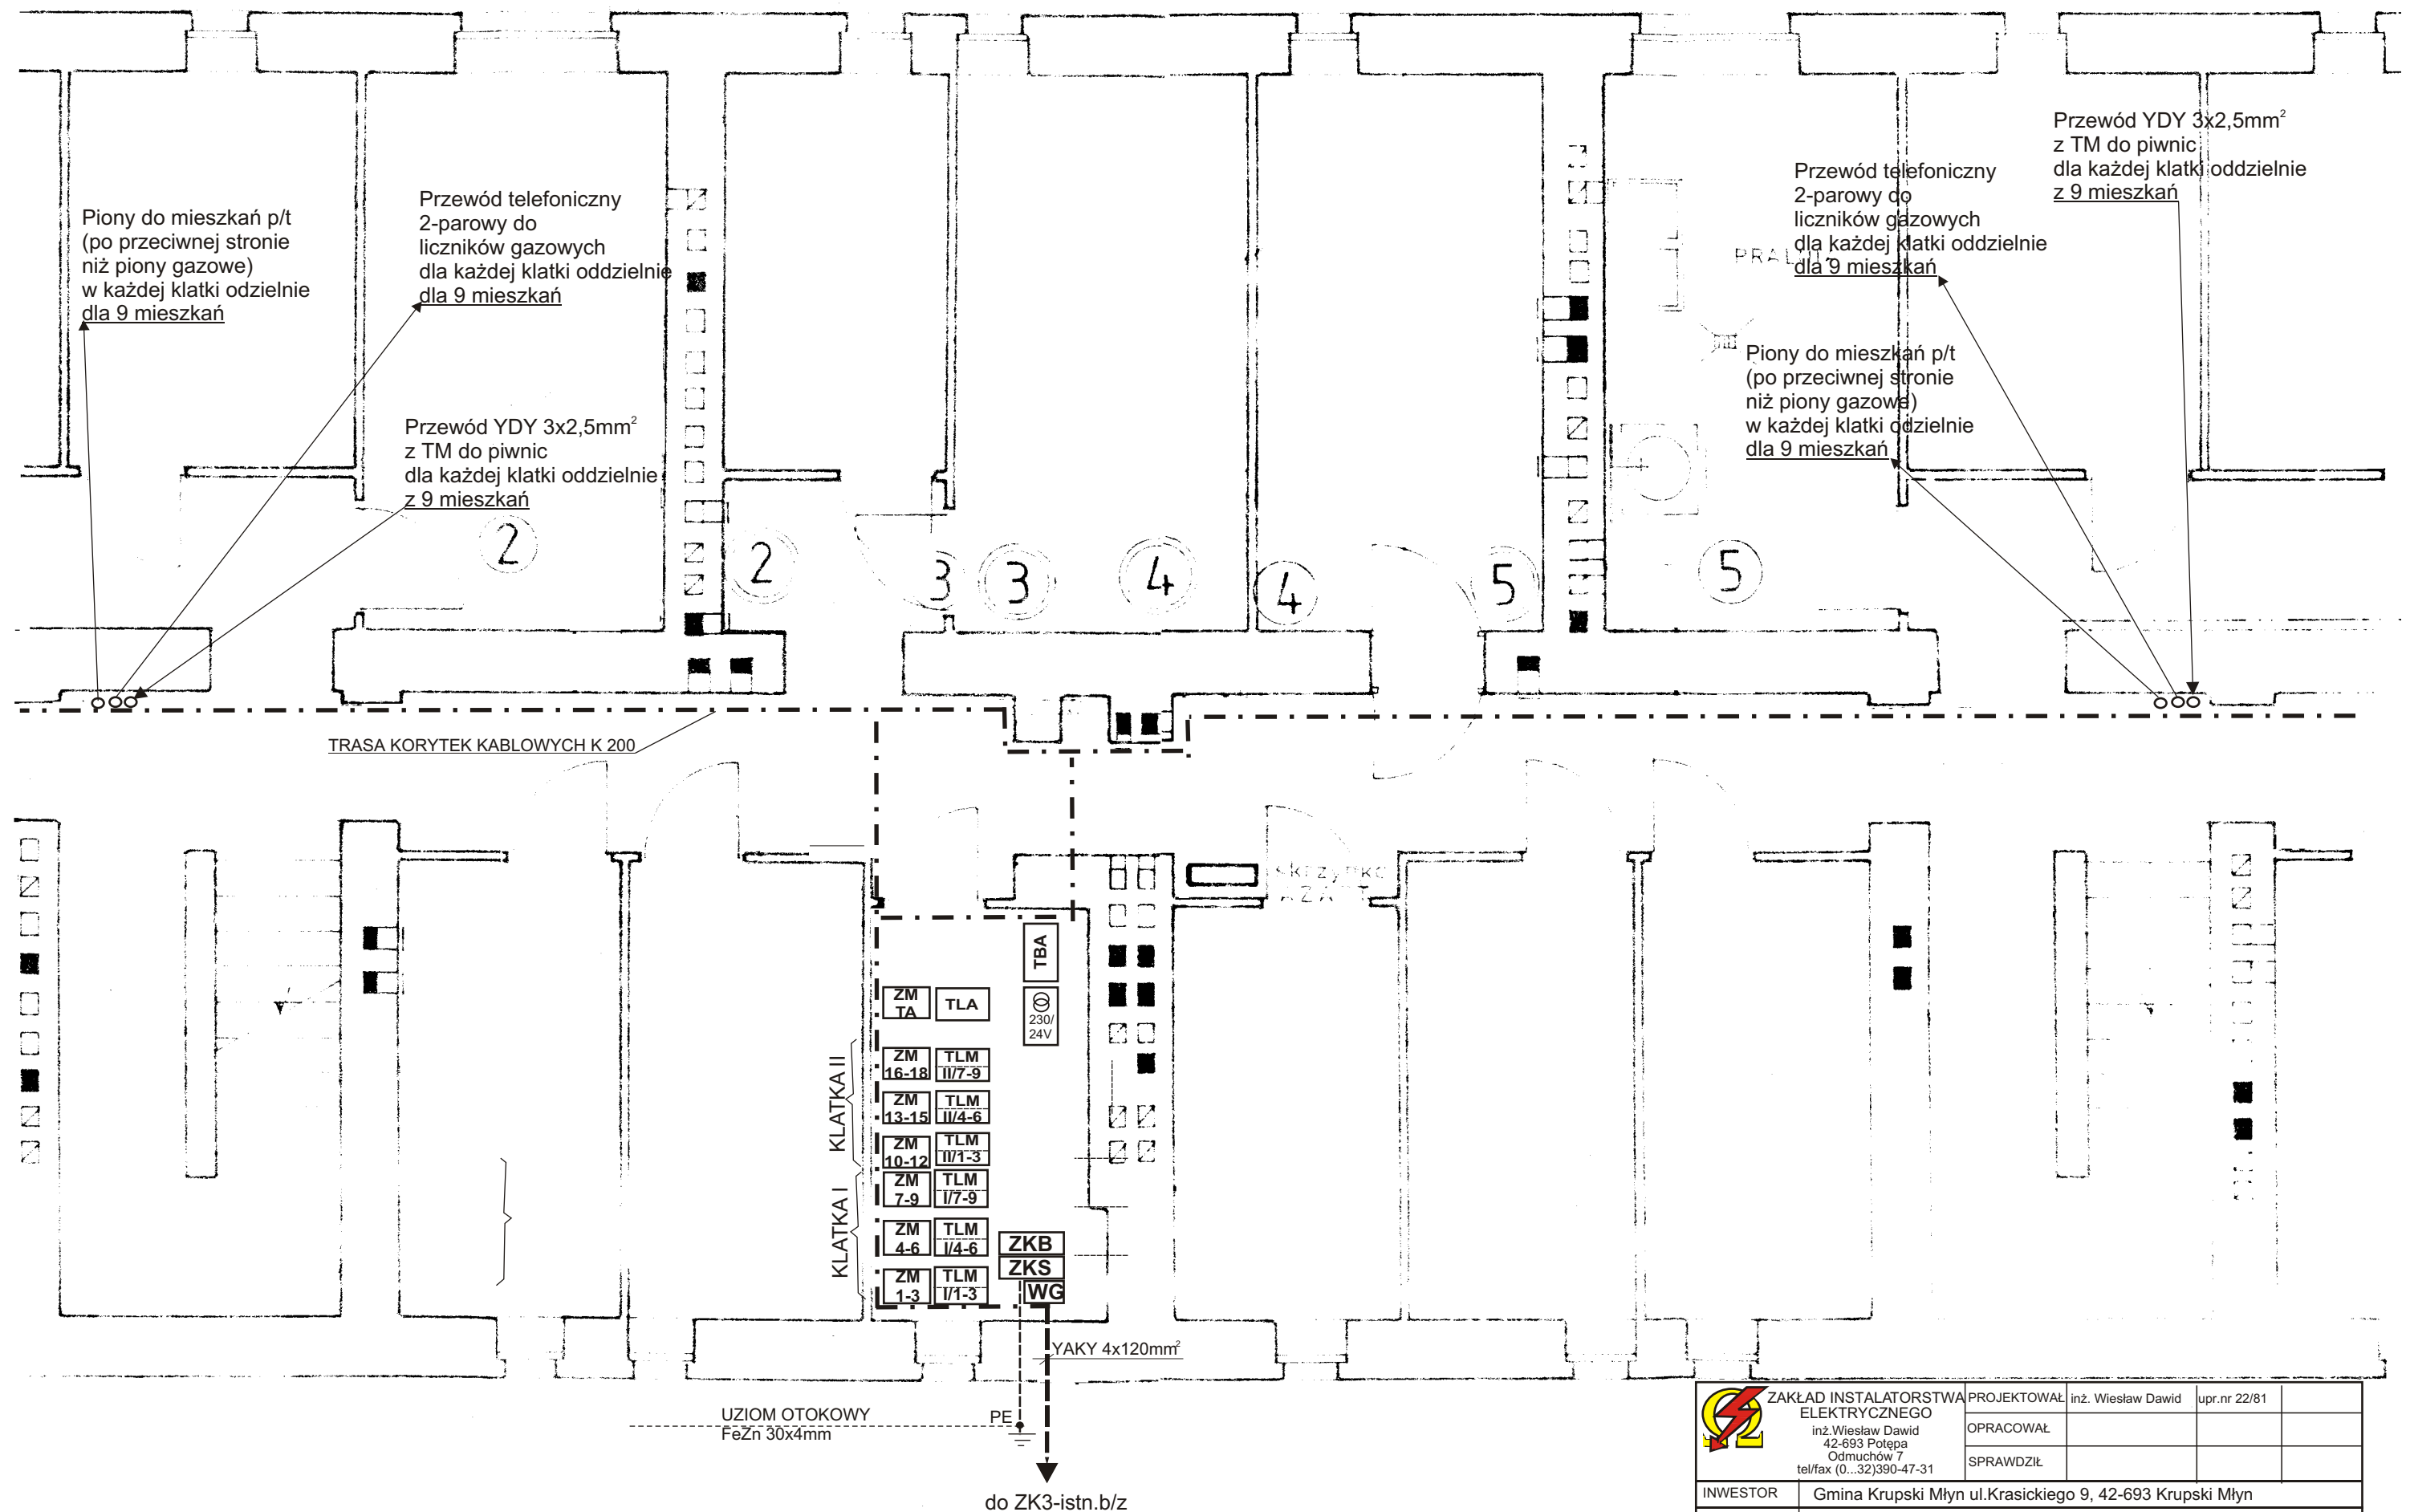 Piony do mieszkań p/t
(po przeciwnej stronie
niż piony gazowe)
w każdej klatki odzielnie
dla 9 mieszkań
Przewód telefoniczny
2-parowy do
liczników gazowych
dla każdej klatki oddzielnie
dla 9 mieszkań
Przewód YDY 3x2,5mm²
z TM do piwnic
dla każdej klatki oddzielnie
z 9 mieszkań
Przewód telefoniczny
2-parowy do
liczników gazowych
dla każdej klatki oddzielnie
dla 9 mieszkań
Przewód YDY 3x2,5mm²
z TM do piwnic
dla każdej klatki oddzielnie
z 9 mieszkań
Piony do mieszkań p/t
(po przeciwnej stronie
niż piony gazowe)
w każdej klatki odzielnie
dla 9 mieszkań
2
2
3
3
4
4
5
5
TRASA KORYTEK KABLOWYCH K 200
TBA
230/
24V
ZM
TA
TLA
KLATKA II
ZM
16-18
TLM
II/7-9
ZM
13-15
TLM
II/4-6
ZM
10-12
TLM
II/1-3
KLATKA I
ZM
7-9
TLM
I/7-9
ZM
4-6
TLM
I/4-6
ZM
1-3
TLM
I/1-3
ZKB
ZKS
WG
YAKY 4x120mm²
UZIOM OTOKOWY
FeZn 30x4mm
PE
do ZK3-istn.b/z
ZAKŁAD INSTALATORSTWA
ELEKTRYCZNEGO
inż.Wiesław Dawid
42-693 Potępa
Odmuchów 7
tel/fax (0...32)390-47-31
PROJEKTOWAŁ inż. Wiesław Dawid upr.nr 22/81
OPRACOWAŁ
SPRAWDZIŁ
INWESTOR Gmina Krupski Młyn ul.Krasickiego 9, 42-693 Krupski Młyn